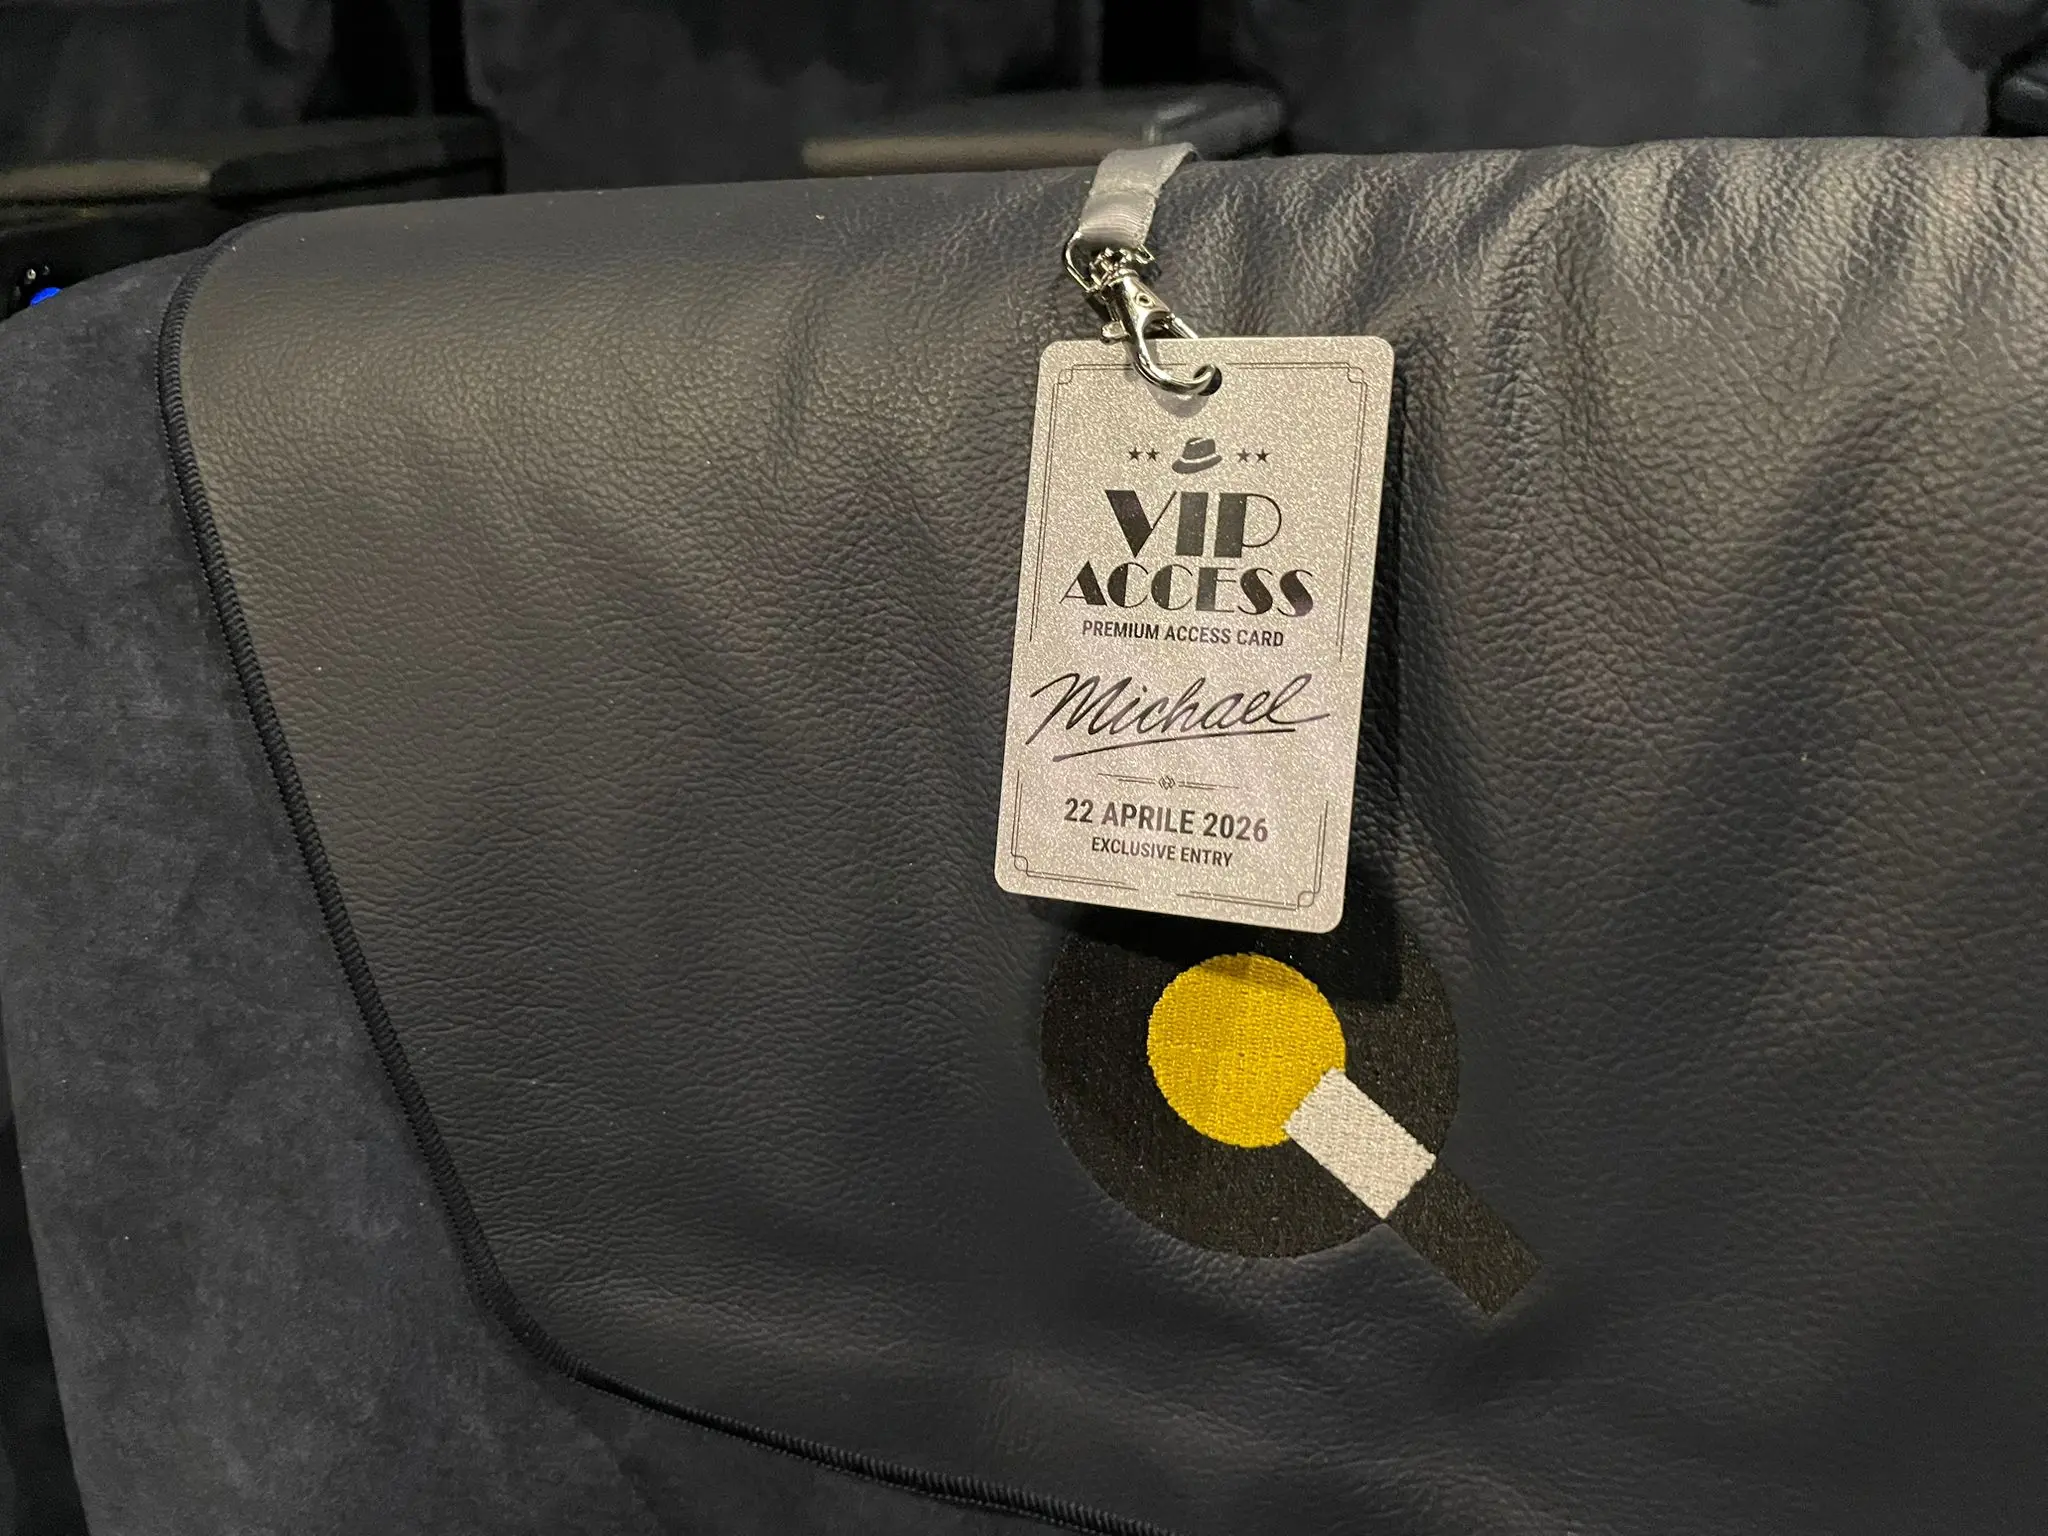 VIP
ACCESS
PREMIUM ACCESS CARD
Michael
22 APRILE 2026
EXCLUSIVE ENTRY